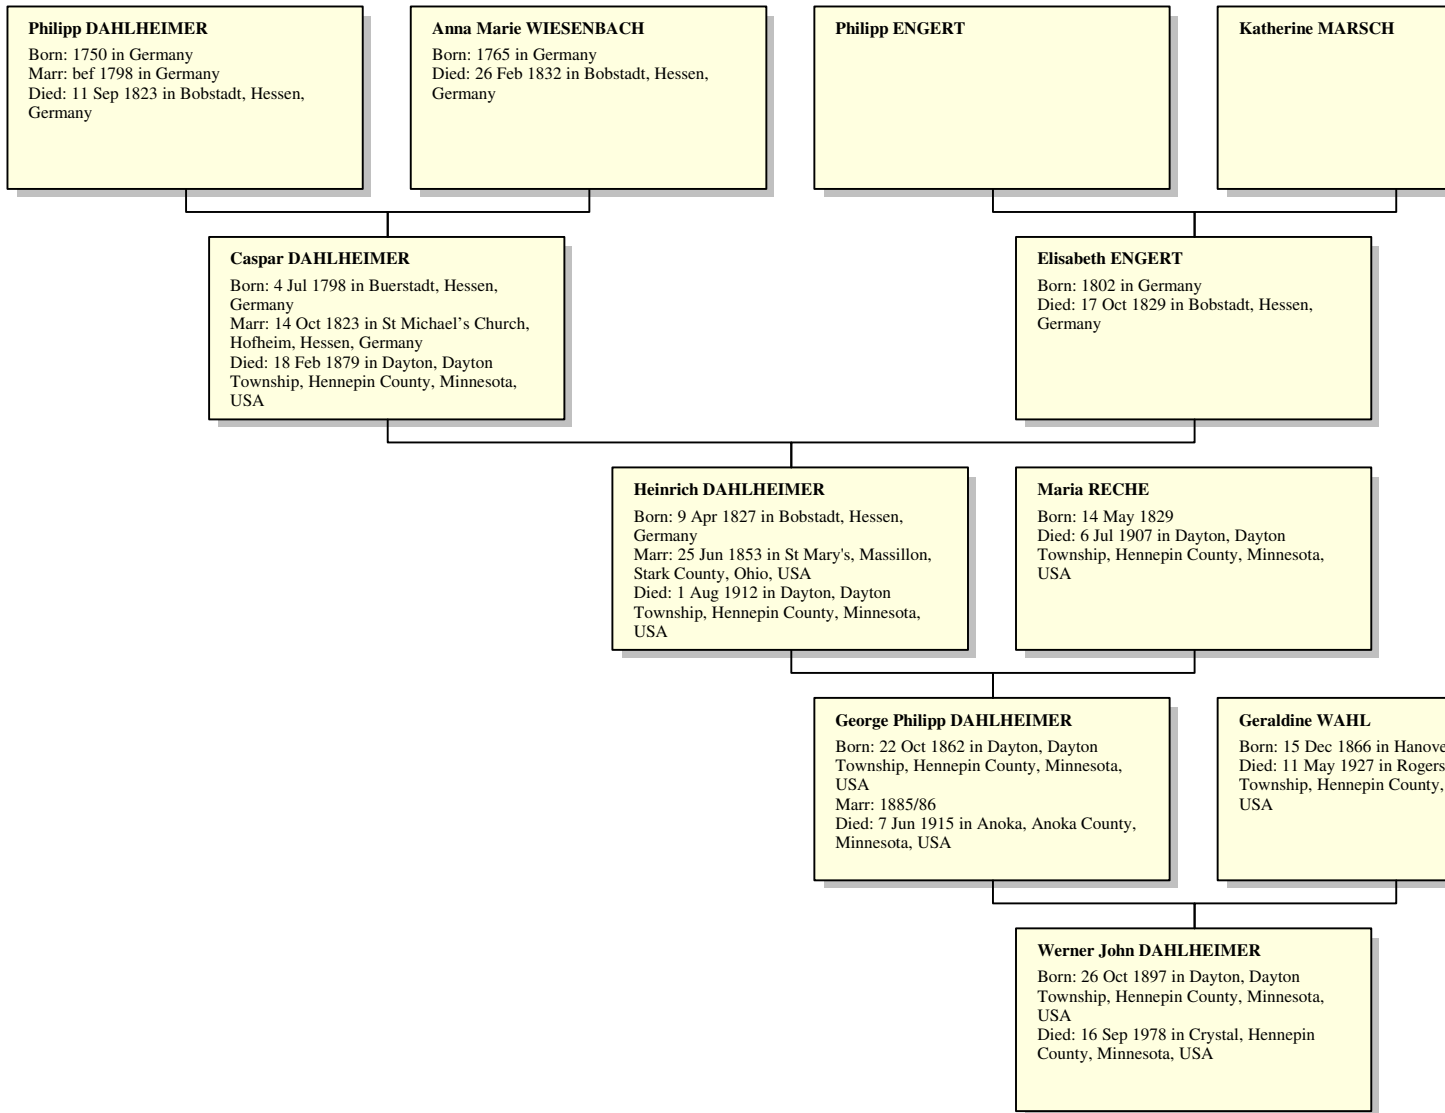 Philipp DAHLHEIMER
Born: 1750 in Germany
Marr: bef 1798 in Germany
Died: 11 Sep 1823 in Bobstadt, Hessen,
Germany
Anna Marie WIESENBACH
Born: 1765 in Germany
Died: 26 Feb 1832 in Bobstadt, Hessen,
Germany
Philipp ENGERT
Katherine MARSCH
Caspar DAHLHEIMER
Born: 4 Jul 1798 in Buerstadt, Hessen,
Germany
Marr: 14 Oct 1823 in St Michael's Church,
Hofheim, Hessen, Germany
Died: 18 Feb 1879 in Dayton, Dayton
Township, Hennepin County, Minnesota,
USA
Elisabeth ENGERT
Born: 1802 in Germany
Died: 17 Oct 1829 in Bobstadt, Hessen,
Germany
Heinrich DAHLHEIMER
Born: 9 Apr 1827 in Bobstadt, Hessen,
Germany
Marr: 25 Jun 1853 in St Mary's, Massillon,
Stark County, Ohio, USA
Died: 1 Aug 1912 in Dayton, Dayton
Township, Hennepin County, Minnesota,
USA
Maria RECHE
Born: 14 May 1829
Died: 6 Jul 1907 in Dayton, Dayton
Township, Hennepin County, Minnesota,
USA
George Philipp DAHLHEIMER
Born: 22 Oct 1862 in Dayton, Dayton
Township, Hennepin County, Minnesota,
USA
Marr: 1885/86
Died: 7 Jun 1915 in Anoka, Anoka County,
Minnesota, USA
Geraldine WAHL
Born: 15 Dec 1866 in Hanove
Died: 11 May 1927 in Rogers
Township, Hennepin County,
USA
Werner John DAHLHEIMER
Born: 26 Oct 1897 in Dayton, Dayton
Township, Hennepin County, Minnesota,
USA
Died: 16 Sep 1978 in Crystal, Hennepin
County, Minnesota, USA